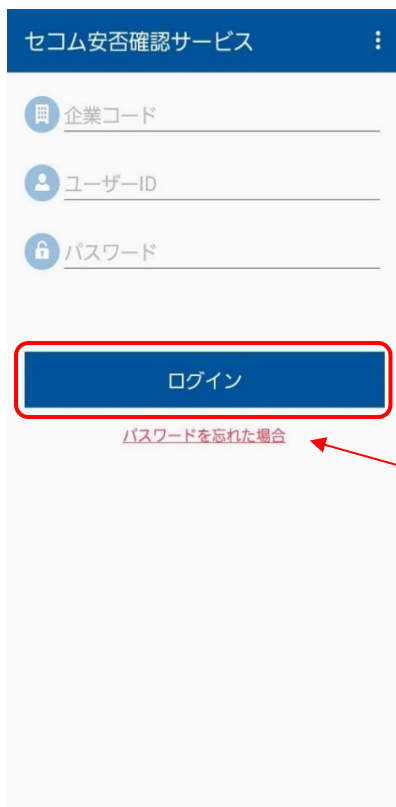 セコム安否確認サービス
企業コード
ユーザーID
パスワード
ログイン
パスワードを忘れた場合